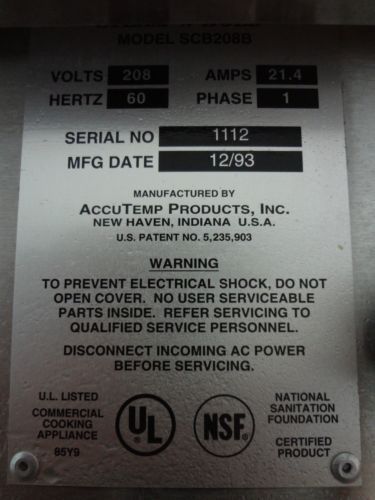 MODEL SCB208B
VOLTS 208 AMPS 21.4
HERTZ 60 PHASE 1
SERIAL NO 1112
MFG DATE 12/93
MANUFACTURED BY
ACCUTEMP PRODUCTS, INC.
NEW HAVEN, INDIANA U.S.A.
U.S. PATENT NO. 5,235,903
WARNING
TO PREVENT ELECTRICAL SHOCK, DO NOT
OPEN COVER. NO USER SERVICEABLE
PARTS INSIDE. REFER SERVICING TO
QUALIFIED SERVICE PERSONNEL.
DISCONNECT INCOMING AC POWER
BEFORE SERVICING.
U.L. LISTED
COMMERCIAL
COOKING
APPLIANCE
85Y9
UL
NSF
NATIONAL
SANITATION
FOUNDATION
CERTIFIED
PRODUCT